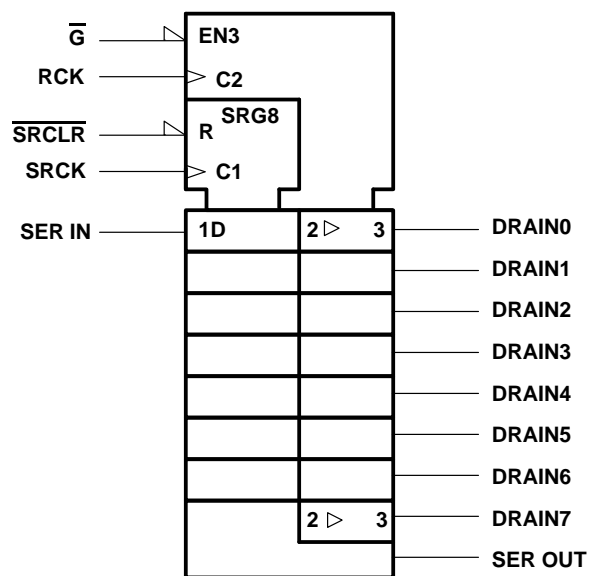 G̅ EN3
RCK C2
SRG8
S̅R̅C̅L̅R̅ R
SRCK C1
SER IN 1D 2 3 DRAIN0
DRAIN1
DRAIN2
DRAIN3
DRAIN4
DRAIN5
DRAIN6
2 3 DRAIN7
SER OUT